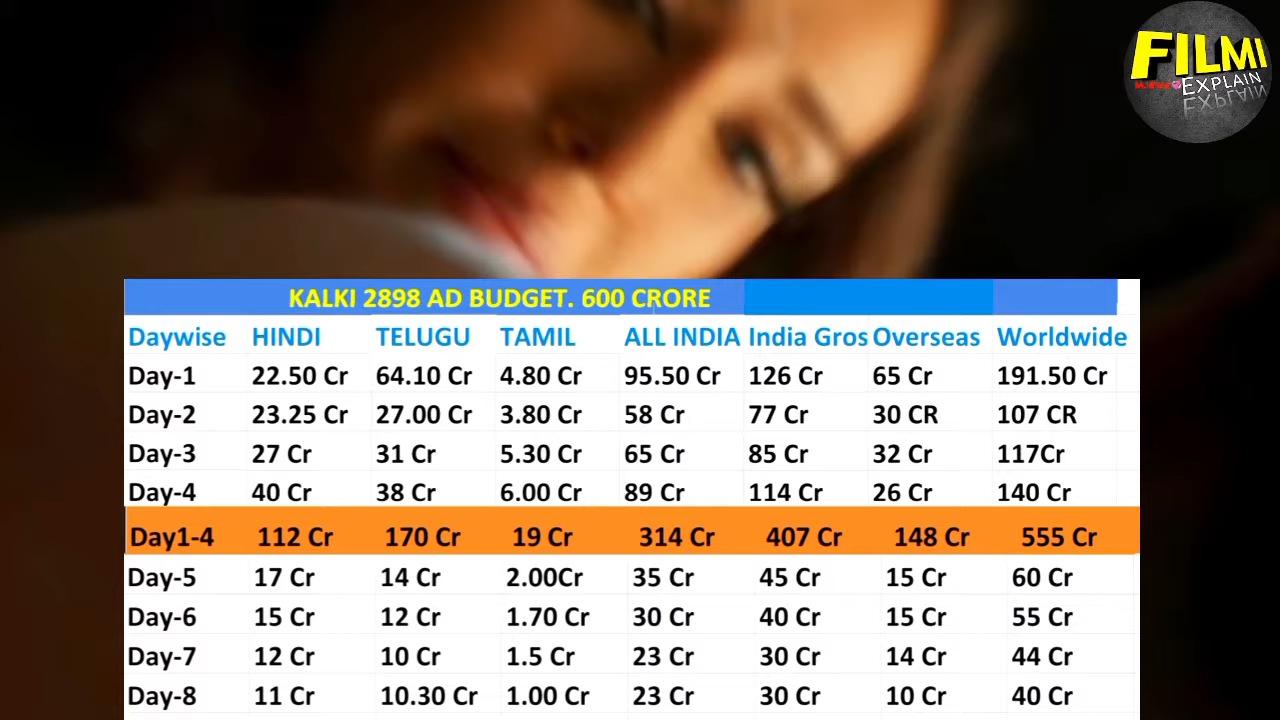 FILMI
EXPLAIN
KALKI 2898 AD BUDGET. 600 CRORE
Daywise HINDI TELUGU TAMIL ALL INDIA India Gros Overseas Worldwide
Day-1 22.50 Cr 64.10 Cr 4.80 Cr 95.50 Cr 126 Cr 65 Cr 191.50 Cr
Day-2 23.25 Cr 27.00 Cr 3.80 Cr 58 Cr 77 Cr 30 CR 107 CR
Day-3 27 Cr 31 Cr 5.30 Cr 65 Cr 85 Cr 32 Cr 117Cr
Day-4 40 Cr 38 Cr 6.00 Cr 89 Cr 114 Cr 26 Cr 140 Cr
Day1-4 112 Cr 170 Cr 19 Cr 314 Cr 407 Cr 148 Cr 555 Cr
Day-5 17 Cr 14 Cr 2.00Cr 35 Cr 45 Cr 15 Cr 60 Cr
Day-6 15 Cr 12 Cr 1.70 Cr 30 Cr 40 Cr 15 Cr 55 Cr
Day-7 12 Cr 10 Cr 1.5 Cr 23 Cr 30 Cr 14 Cr 44 Cr
Day-8 11 Cr 10.30 Cr 1.00 Cr 23 Cr 30 Cr 10 Cr 40 Cr